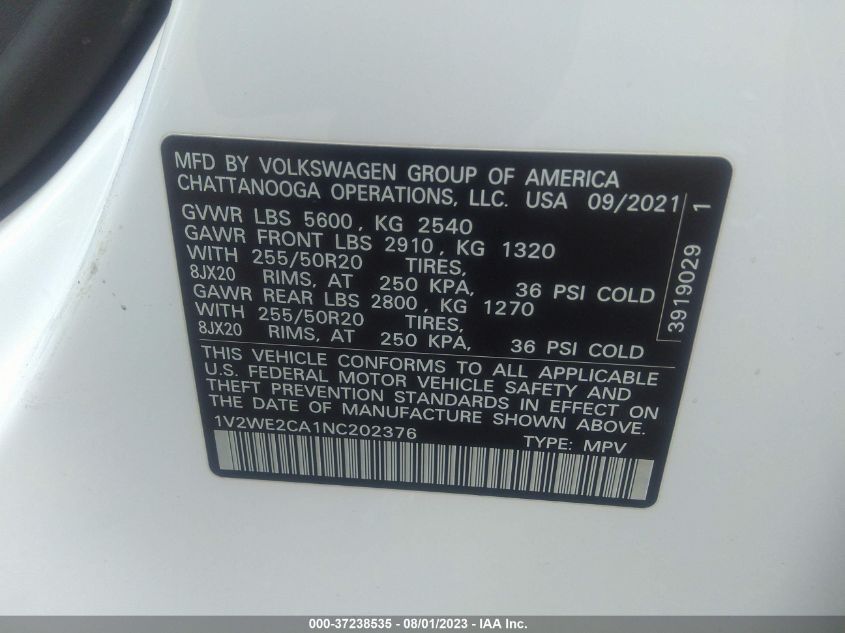 MFD BY VOLKSWAGEN GROUP OF AMERICA
CHATTANOOGA OPERATIONS, LLC. USA 09/2021
GVWR LBS 5600, KG 2540
GAWR FRONT LBS 2910, KG 1320
WITH 255/50R20 TIRES,
8JX20 RIMS, AT 250 KPA, 36 PSI COLD
GAWR REAR LBS 2800, KG 1270
WITH 255/50R20 TIRES,
8JX20 RIMS, AT 250 KPA, 36 PSI COLD
3919029 1
THIS VEHICLE CONFORMS TO ALL APPLICABLE
U.S. FEDERAL MOTOR VEHICLE SAFETY AND
THEFT PREVENTION STANDARDS IN EFFECT ON
THE DATE OF MANUFACTURE SHOWN ABOVE.
1V2WE2CA1NC202376 TYPE: MPV
000-37238535 - 08/01/2023 - IAAI Inc.